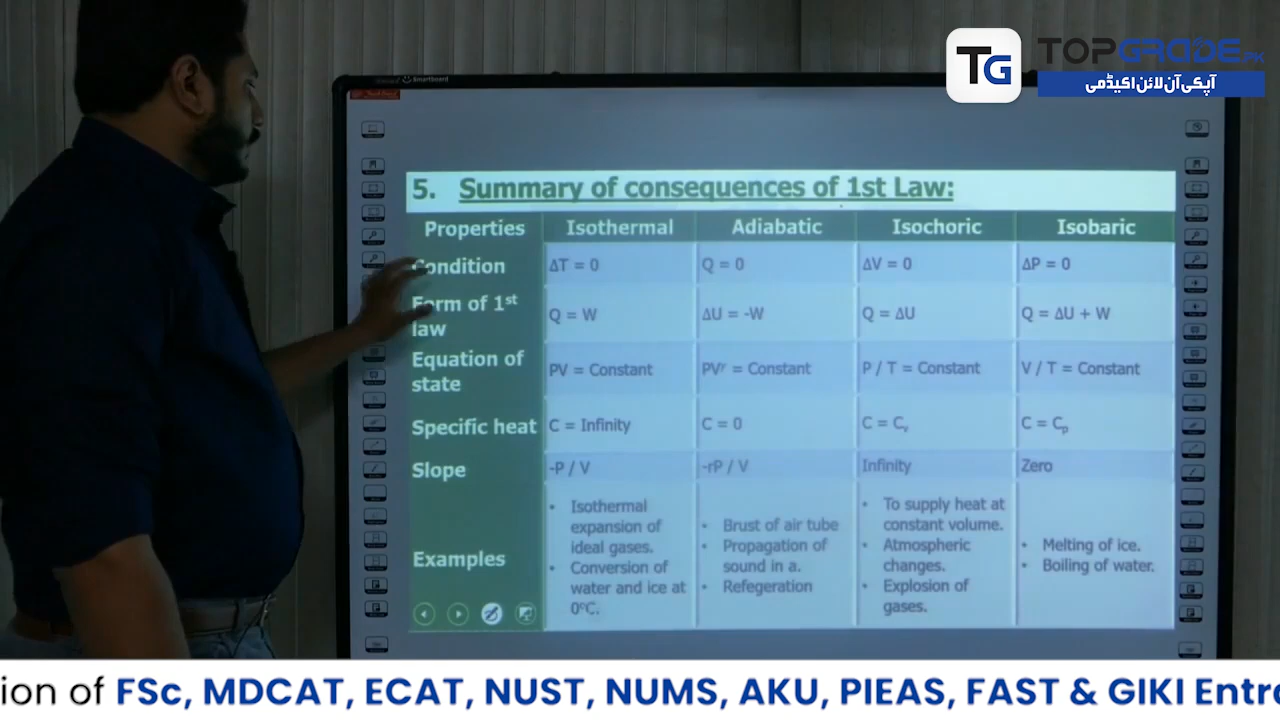 TG TOPGRADE.PK
آپکی آن لائن اکیڈمی
Smartboard
5. Summary of consequences of 1st Law:
Properties Isothermal Adiabatic Isochoric Isobaric
Condition ΔT = 0 Q = 0 ΔV = 0 ΔP = 0
Form of 1st
law Q = W ΔU = -W Q = ΔU Q = ΔU + W
Equation of
state PV = Constant PVʳ = Constant P / T = Constant V / T = Constant
Specific heat C = Infinity C = 0 C = Cv C = Cp
Slope -P / V -rP / V Infinity Zero
Examples
• Isothermal
expansion of
ideal gases.
• Conversion of
water and ice at
0°C.
• Brust of air tube
• Propagation of
sound in a.
• Refegeration
• To supply heat at
constant volume.
• Atmospheric
changes.
• Explosion of
gases.
• Melting of ice.
• Boiling of water.
ion of FSc, MDCAT, ECAT, NUST, NUMS, AKU, PIEAS, FAST & GIKI Entra